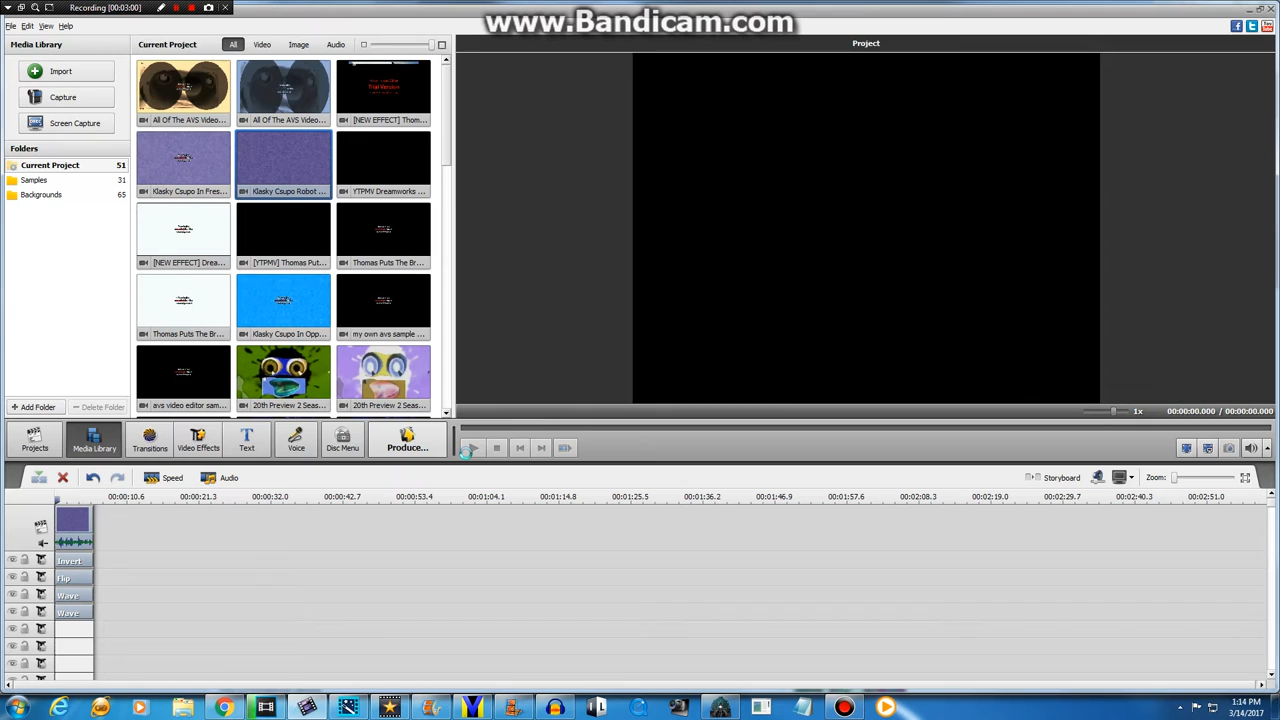 Recording [00:03:00]
www.Bandicam.com
File Edit View
Media Library
Current Project
All Video Image Audio
Project
Import
Capture
Screen Capture
Folders
Current Project 51
Samples 31
Backgrounds 65
Trial Version
All Of The AVS Video... All Of The AVS Video... [NEW EFFECT] Thom...
Klasky Csupo In Fres... Klasky Csupo Robot ... YTPMV Dreamworks ...
[NEW EFFECT] Drea... [YTPMV] Thomas Put... Thomas Puts The Br...
Thomas Puts The Br... Klasky Csupo In Opp... my own avs sample ...
avs video editor sam... 20th Preview 2 Seas... 20th Preview 2 Seas...
Add Folder Delete Folder
1x 00:00:00.000 / 00:00:00.000
Projects Media Library Transitions Video Effects Text Voice Disc Menu Produce...
Speed Audio Storyboard Zoom:
00:00:10.6 00:00:21.3 00:00:32.0 00:00:42.7 00:00:53.4 00:01:04.1 00:01:14.8 00:01:25.5 00:01:36.2 00:01:46.9 00:01:57.6 00:02:08.3 00:02:19.0 00:02:29.7 00:02:40.3 00:02:51.0
Invert
Flip
Wave
Wave
1:14 PM
3/14/2017